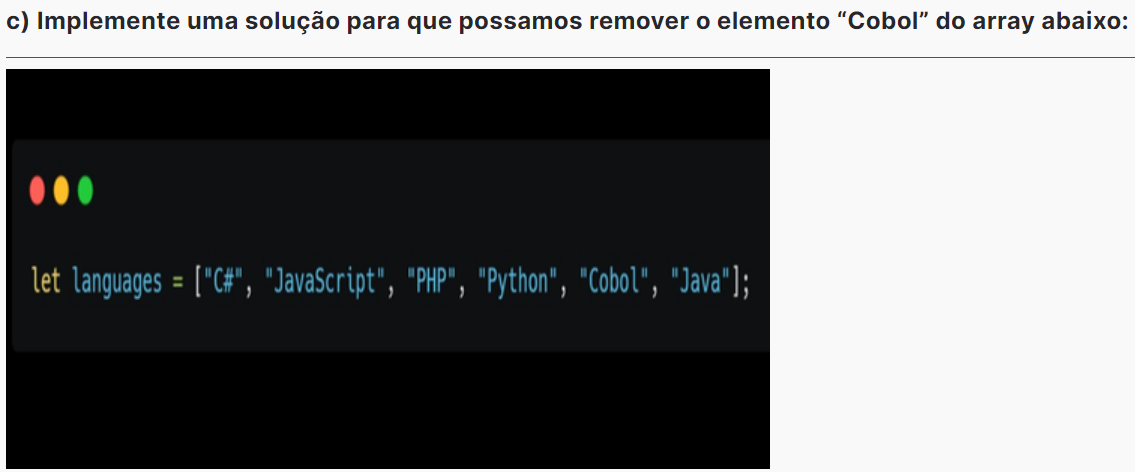 c) Implemente uma solução para que possamos remover o elemento “Cobol” do array abaixo:
let languages = ["C#", "JavaScript", "PHP", "Python", "Cobol", "Java"];